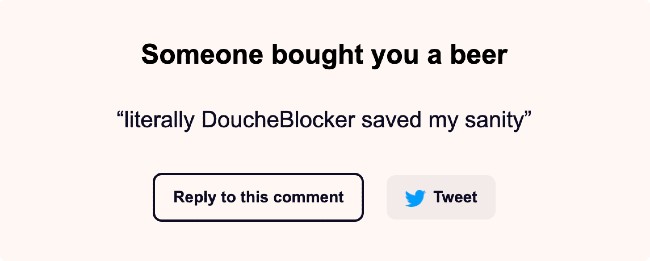 Someone bought you a beer
“literally DoucheBlocker saved my sanity”
Reply to this comment
Tweet